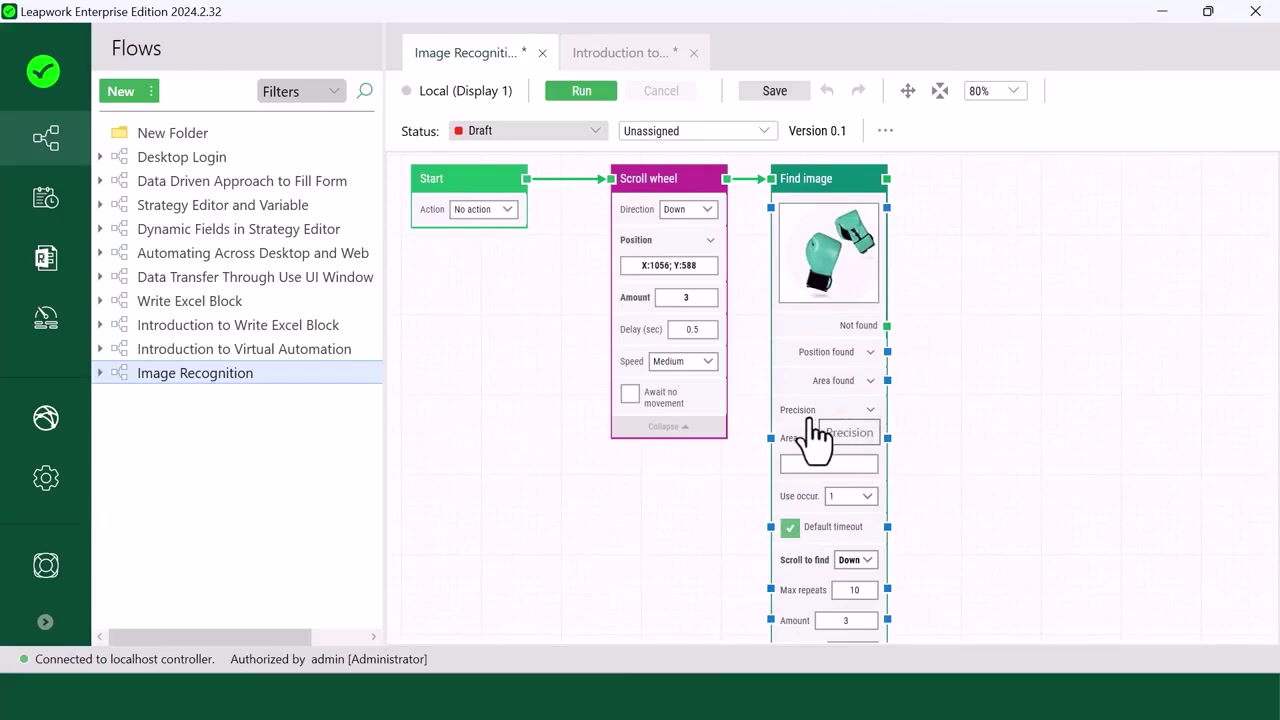 Leapwork Enterprise Edition 2024.2.32
Flows
New
Filters
New Folder
Desktop Login
Data Driven Approach to Fill Form
Strategy Editor and Variable
Dynamic Fields in Strategy Editor
Automating Across Desktop and Web
Data Transfer Through Use UI Window
Write Excel Block
Introduction to Write Excel Block
Introduction to Virtual Automation
Image Recognition
Image Recogniti... *
Introduction to... *
Local (Display 1)
Run
Cancel
Save
80%
Status:
Draft
Unassigned
Version 0.1
Start
Action
No action
Scroll wheel
Direction
Down
Position
X:1056; Y:588
Amount
3
Delay (sec)
0.5
Speed
Medium
Await no
movement
Collapse
Find image
Not found
Position found
Area found
Precision
Precision
Area
Use occur.
1
Default timeout
Scroll to find
Down
Max repeats
10
Amount
3
Connected to localhost controller.
Authorized by admin [Administrator]